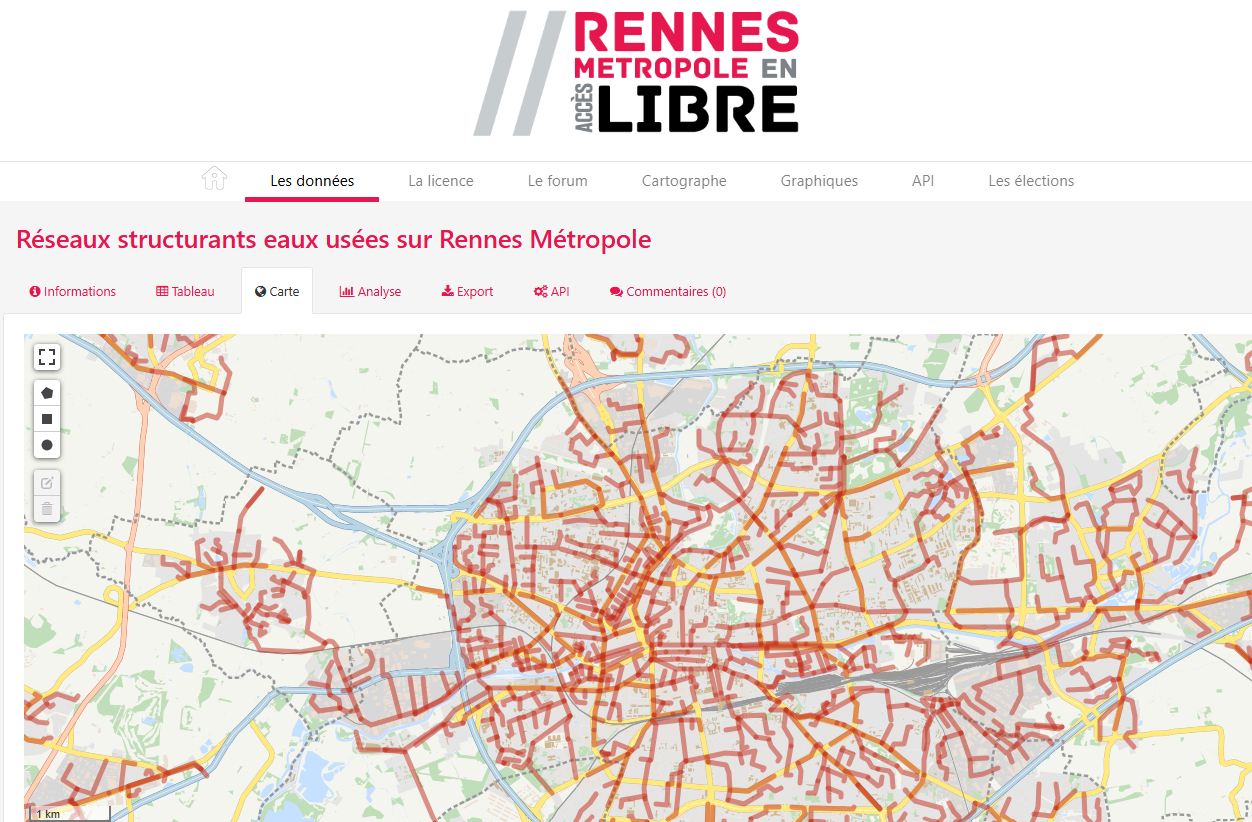 RENNES
METROPOLE EN
ACCÈS LIBRE
Les données La licence Le forum Cartographe Graphiques API Les élections
Réseaux structurants eaux usées sur Rennes Métropole
Informations Tableau Carte Analyse Export API Commentaires (0)
1 km